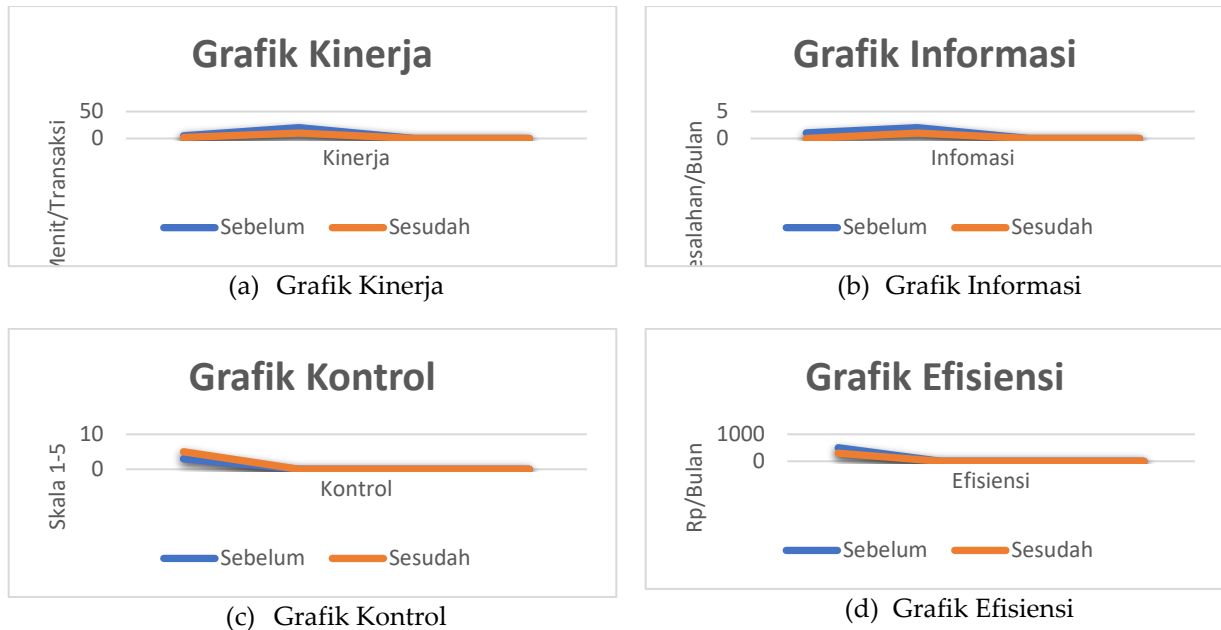 Grafik Kinerja
50
0
Menit/Transaksi
Kinerja
Sebelum Sesudah
(a) Grafik Kinerja
Grafik Informasi
5
0
esalahan/Bulan
Infomasi
Sebelum Sesudah
(b) Grafik Informasi
Grafik Kontrol
10
0
Skala 1-5
Kontrol
Sebelum Sesudah
(c) Grafik Kontrol
Grafik Efisiensi
1000
0
Rp/Bulan
Efisiensi
Sebelum Sesudah
(d) Grafik Efisiensi